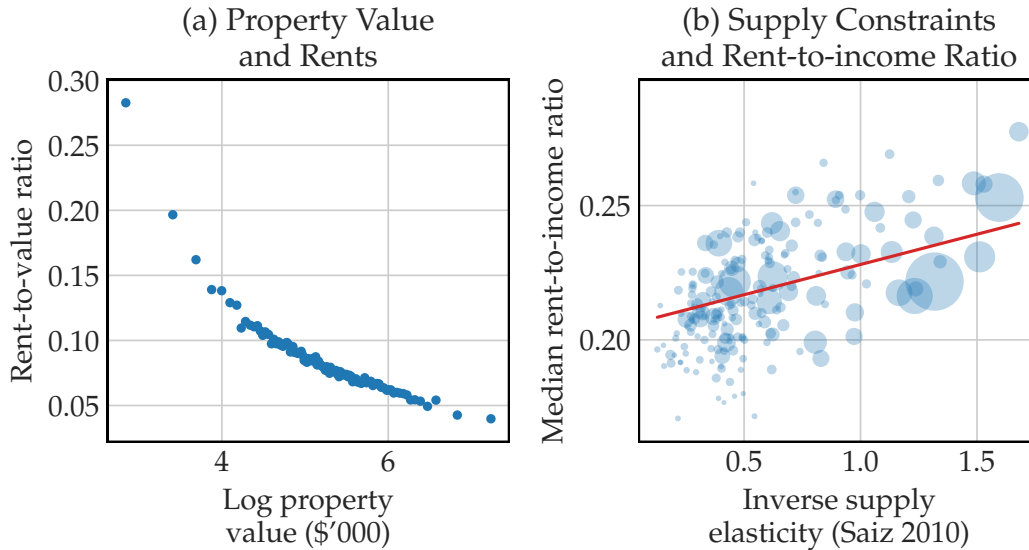 (a) Property Value
and Rents
Rent-to-value ratio
0.30
0.25
0.20
0.15
0.10
0.05
4
6
Log property
value ($'000)
(b) Supply Constraints
and Rent-to-income Ratio
Median rent-to-income ratio
0.25
0.20
0.5
1.0
1.5
Inverse supply
elasticity (Saiz 2010)